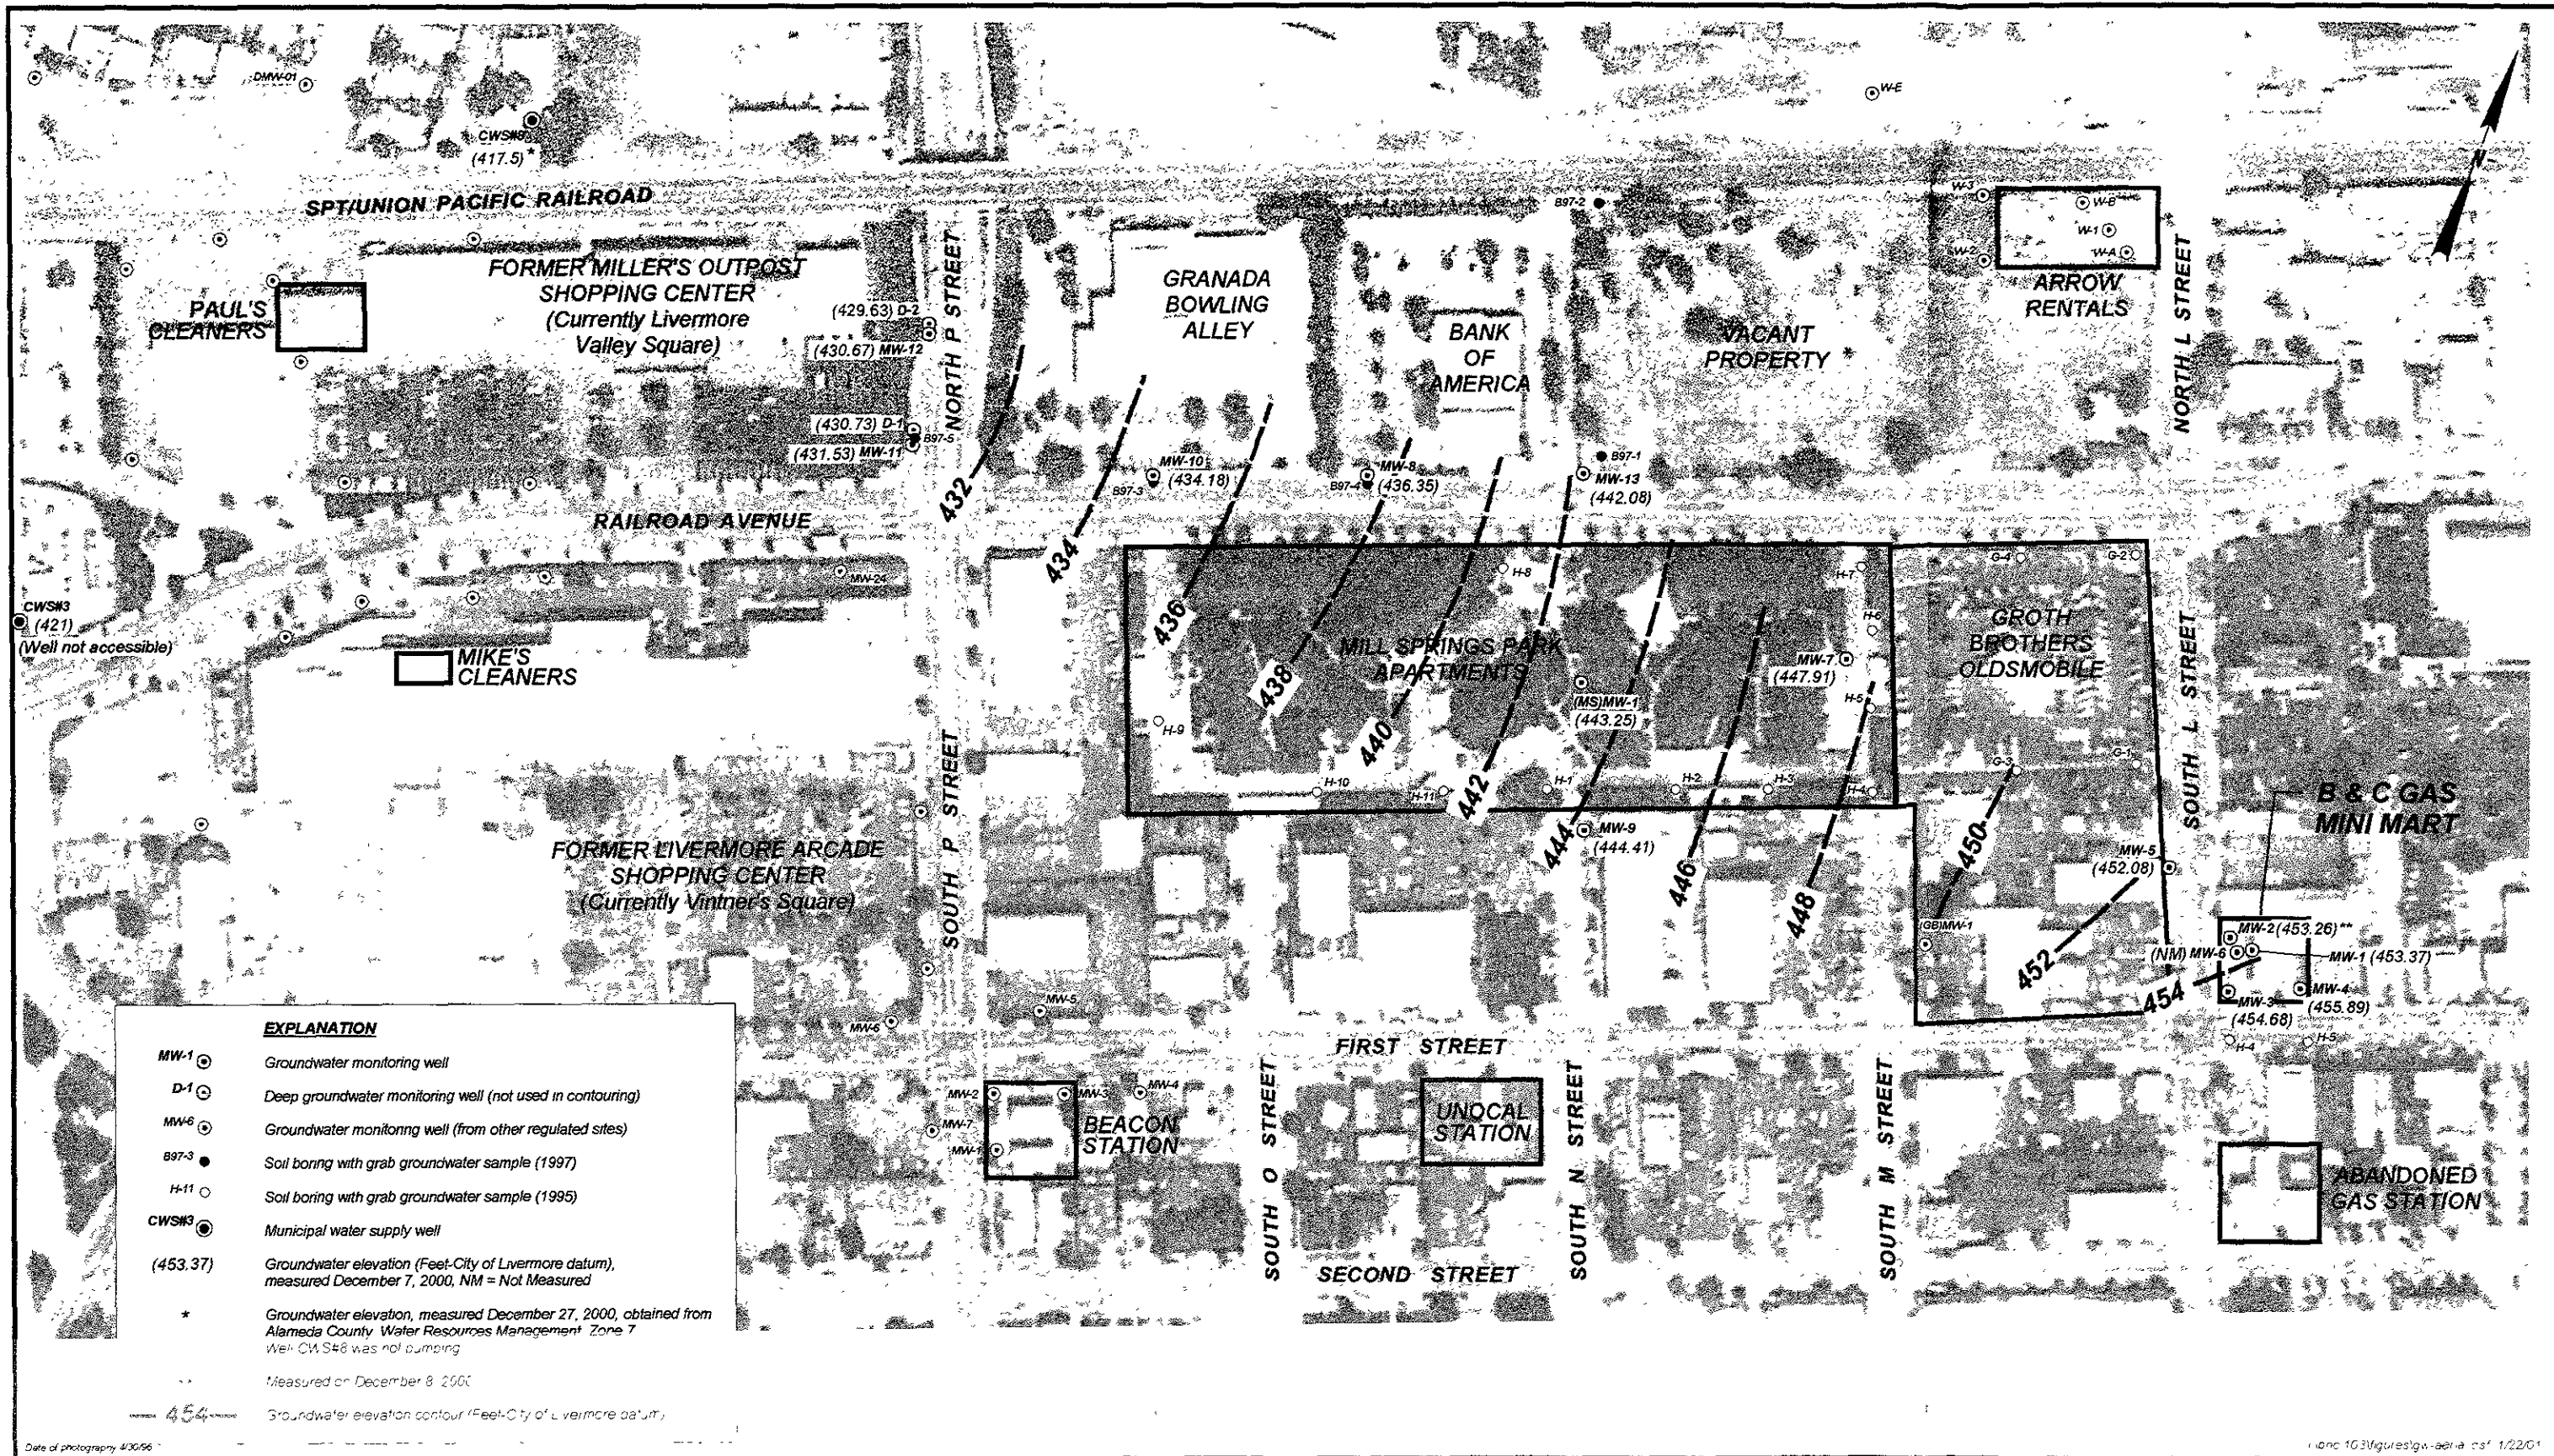 DMW-01
CWS#8
(417.5) *
W-E
N
SPT/UNION PACIFIC RAILROAD
B97-2
W-3
W-B
W-1
W-2
W-A
ARROW
RENTALS
NORTH L STREET
PAUL'S
CLEANERS
FORMER MILLER'S OUTPOST
SHOPPING CENTER
(Currently Livermore
Valley Square)
(429.63) D-2
(430.67) MW-12
NORTH P STREET
GRANADA
BOWLING
ALLEY
BANK
OF
AMERICA
VACANT
PROPERTY
(430.73) D-1
B97-5
(431.53) MW-11
432
MW-10
(434.18)
B97-3
MW-8
(436.35)
B97-4
B97-1
MW-13
(442.08)
RAILROAD AVENUE
434
MW-24
H-8
H-7
G-4
G-2
CWS#3
(421)
(Well not accessible)
MIKE'S
CLEANERS
436
438
MILL SPRINGS PARK
APARTMENTS
H-6
MW-7
(447.91)
H-5
GROTH
BROTHERS
OLDSMOBILE
SOUTH L STREET
(MS)MW-1
(443.25)
H-9
440
H-10
H-11
442
H-1
H-2
H-3
H-4
G-3
G-1
B & C GAS
MINI MART
SOUTH P STREET
FORMER LIVERMORE ARCADE
SHOPPING CENTER
(Currently Vintner's Square)
444
MW-9
(444.41)
446
448
450
MW-5
(452.08)
(GB)MW-1
452
454
MW-2(453.26)**
(NM) MW-6
MW-1 (453.37)
MW-3
(454.68)
MW-4
(455.89)
H-4
H-5
MW-6
MW-5
FIRST STREET
MW-2
MW-3
MW-4
MW-7
MW-1
BEACON
STATION
SOUTH O STREET
UNOCAL
STATION
SOUTH N STREET
SOUTH M STREET
ABANDONED
GAS STATION
SECOND STREET
EXPLANATION
MW-1 Groundwater monitoring well
D-1 Deep groundwater monitoring well (not used in contouring)
MW-6 Groundwater monitoring well (from other regulated sites)
B97-3 Soil boring with grab groundwater sample (1997)
H-11 Soil boring with grab groundwater sample (1995)
CWS#3 Municipal water supply well
(453.37) Groundwater elevation (Feet-City of Livermore datum),
measured December 7, 2000, NM = Not Measured
* Groundwater elevation, measured December 27, 2000, obtained from
Alameda County Water Resources Management Zone 7
Well CWS#8 was not pumping
** Measured on December 8 2000
454 Groundwater elevation contour (Feet-City of Livermore datum)
Date of photography 4/30/96
1/22/01